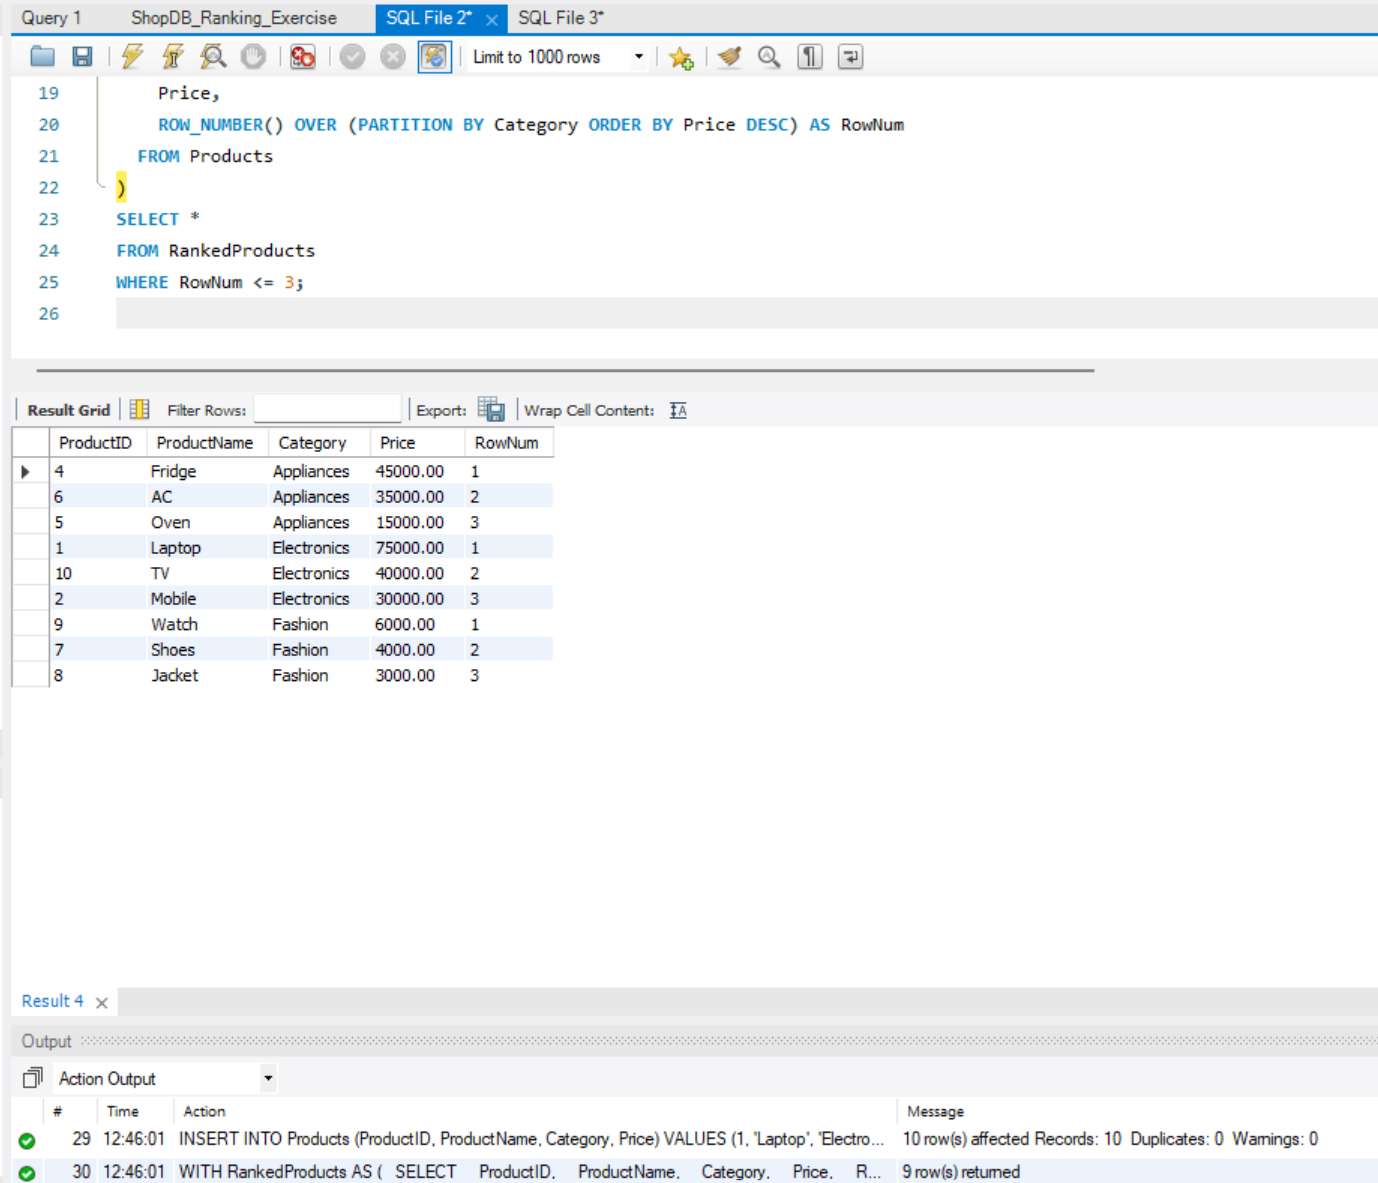 Query 1 ShopDB_Ranking_Exercise SQL File 2* SQL File 3*
Limit to 1000 rows
19 Price,
20 ROW_NUMBER() OVER (PARTITION BY Category ORDER BY Price DESC) AS RowNum
21 FROM Products
22 )
23 SELECT *
24 FROM RankedProducts
25 WHERE RowNum <= 3;
26
Result Grid Filter Rows: Export: Wrap Cell Content:
ProductID ProductName Category Price RowNum
4 Fridge Appliances 45000.00 1
6 AC Appliances 35000.00 2
5 Oven Appliances 15000.00 3
1 Laptop Electronics 75000.00 1
10 TV Electronics 40000.00 2
2 Mobile Electronics 30000.00 3
9 Watch Fashion 6000.00 1
7 Shoes Fashion 4000.00 2
8 Jacket Fashion 3000.00 3
Result 4
Output
Action Output
# Time Action Message
29 12:46:01 INSERT INTO Products (ProductID, ProductName, Category, Price) VALUES (1, 'Laptop', 'Electro... 10 row(s) affected Records: 10 Duplicates: 0 Warnings: 0
30 12:46:01 WITH RankedProducts AS ( SELECT ProductID, ProductName, Category, Price, R... 9 row(s) returned